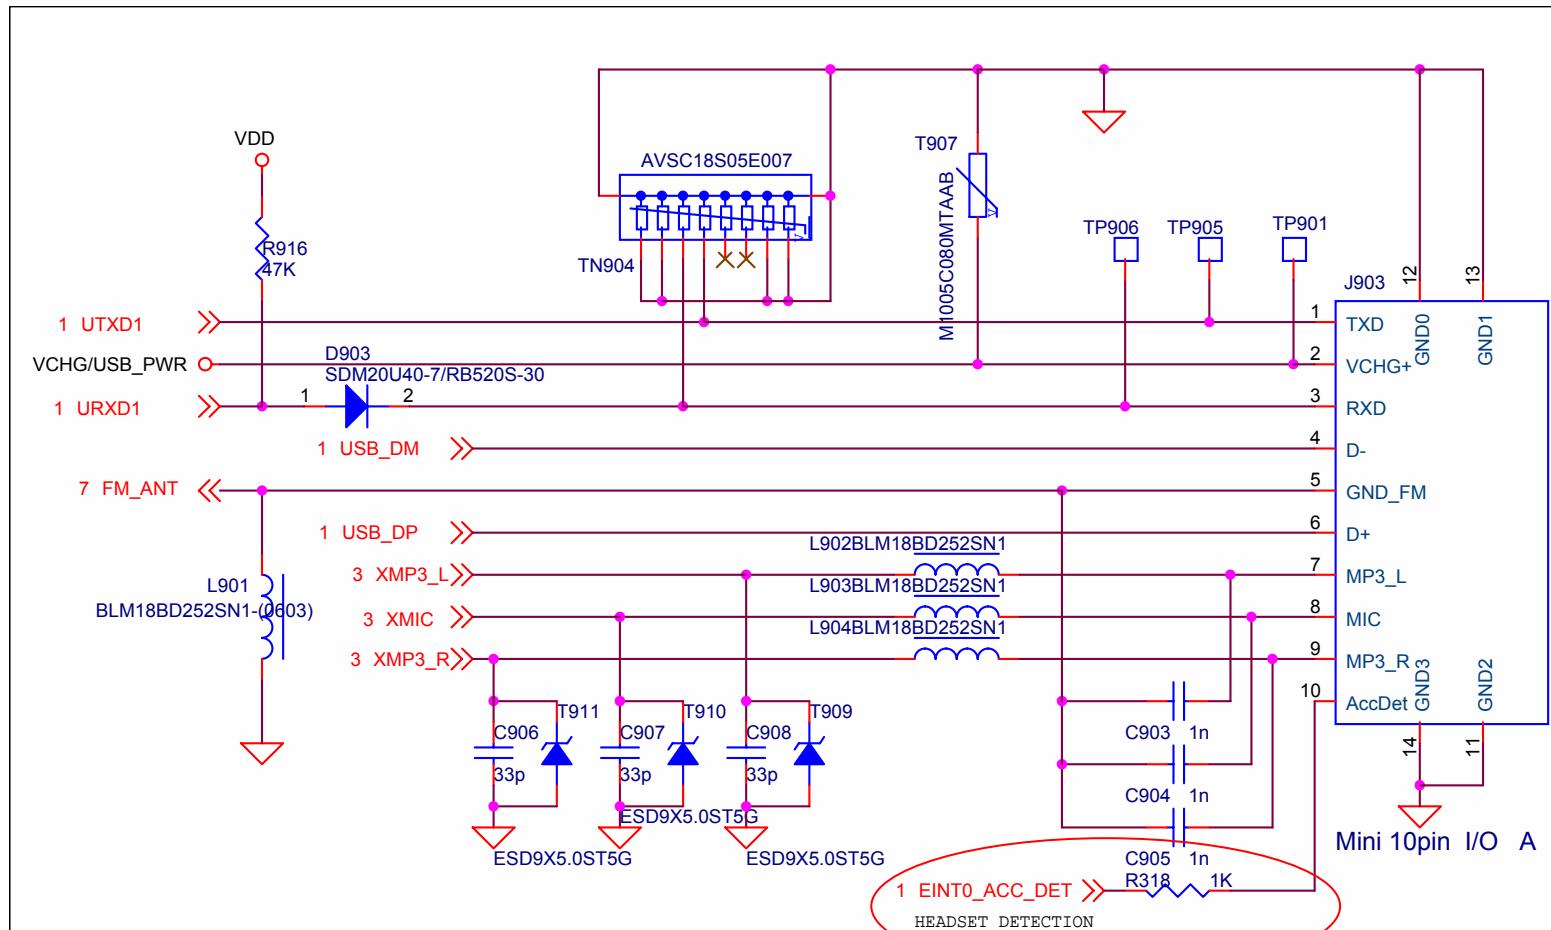 VDD
AVSC18S05E007
T907
M1005C080MTAAB
TP906
TP905
TP901
R916
47K
TN904
V
V
J903
12
13
1 UTXD1
1
TXD
GND0
GND1
VCHG/USB_PWR
D903
SDM20U40-7/RB520S-30
2
VCHG+
1 URXD1
1
2
3
RXD
1 USB_DM
4
D-
7 FM_ANT
5
GND_FM
1 USB_DP
6
D+
L902BLM18BD252SN1
3 XMP3_L
7
MP3_L
L901
BLM18BD252SN1-(0603)
L903BLM18BD252SN1
3 XMIC
8
MIC
L904BLM18BD252SN1
3 XMP3_R
9
MP3_R
GND3
GND2
10
AccDet
T911
T910
T909
C906
33p
C907
33p
C908
33p
C903 1n
14
11
C904 1n
ESD9X5.0ST5G
ESD9X5.0ST5G
ESD9X5.0ST5G
Mini 10pin I/O A
C905 1n
1 EINT0_ACC_DET
R318 1K
HEADSET DETECTION